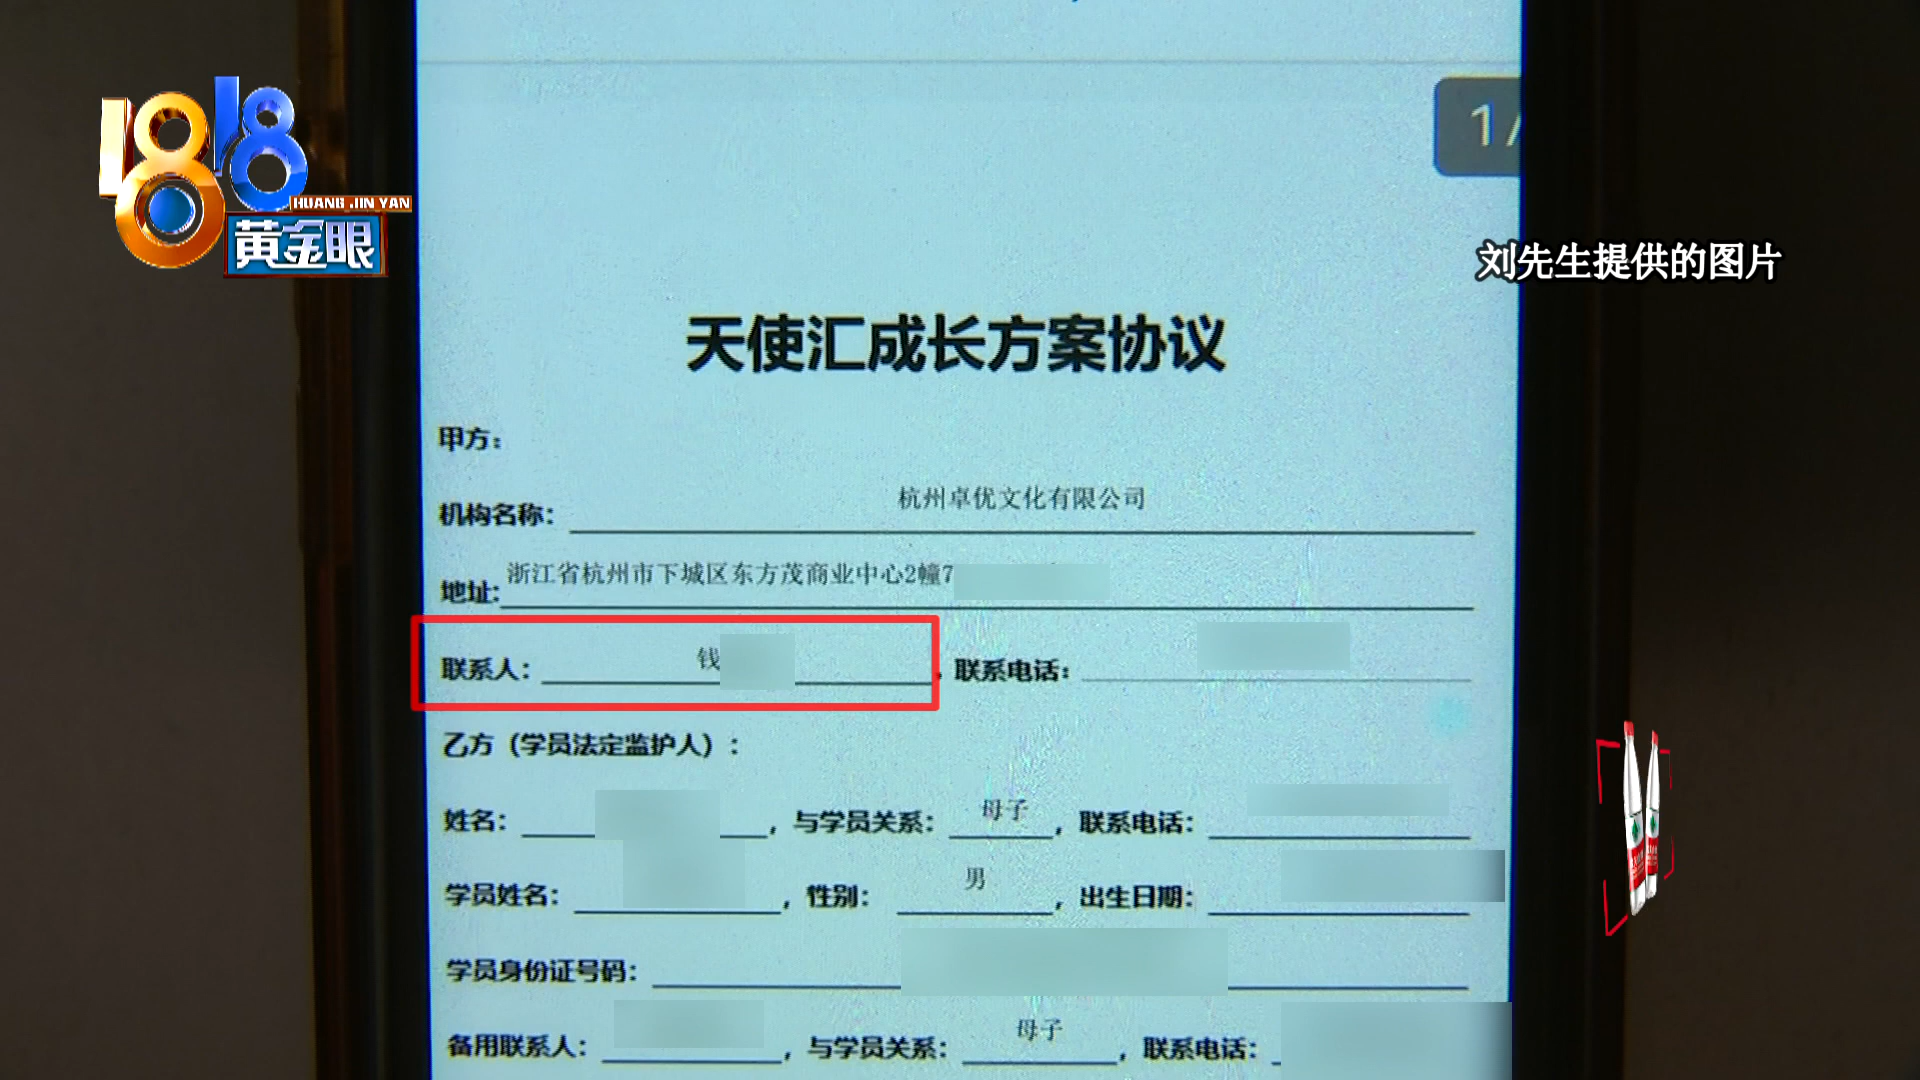 1818
HUANG JIN YAN
黄金眼
1/
刘先生提供的图片
天使汇成长方案协议
甲方：
机构名称：杭州卓优文化有限公司
地址：浙江省杭州市下城区东方茂商业中心2幢7
联系人：钱，联系电话：
乙方（学员法定监护人）：
姓名：，与学员关系：母子，联系电话：
学员姓名：，性别：男，出生日期：
学员身份证号码：
备用联系人：，与学员关系：母子，联系电话：